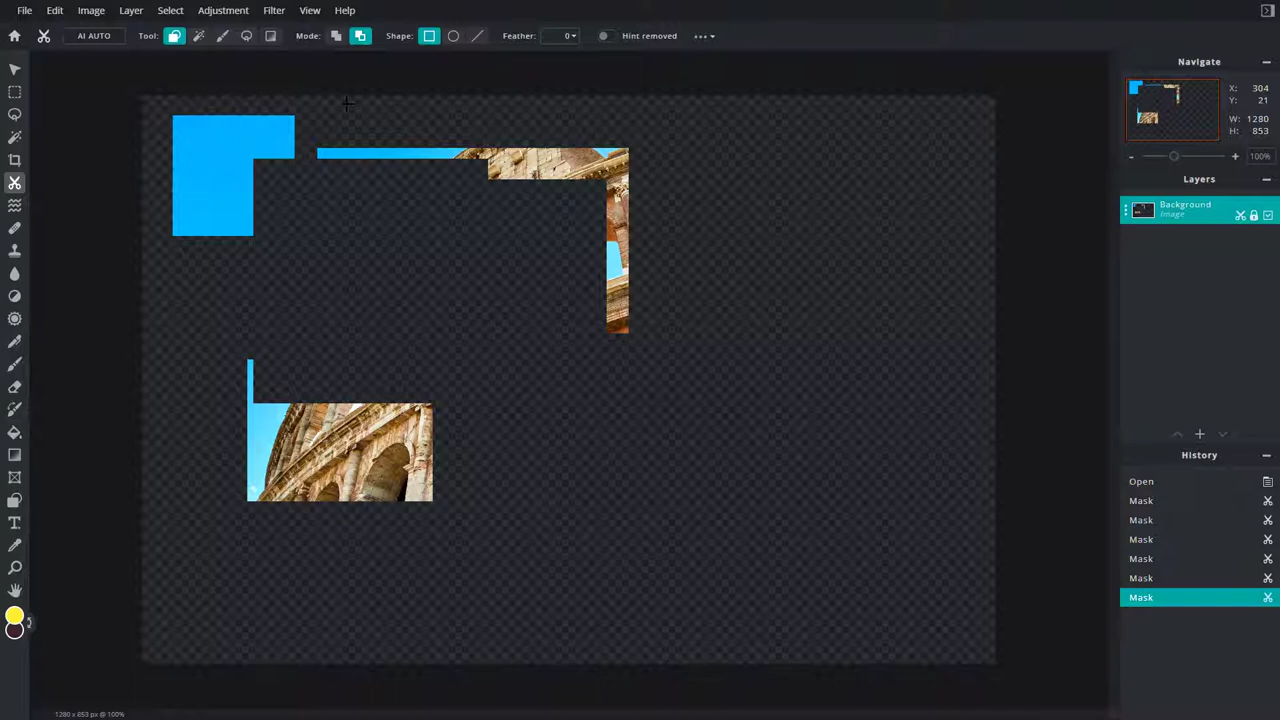 File Edit Image Layer Select Adjustment Filter View Help
AI AUTO Tool: Mode: Shape: Feather: 0 Hint removed
Navigate
X: 304
Y: 21
W: 1280
H: 853
- + 100%
Layers
Background
Image
History
Open
Mask
Mask
Mask
Mask
Mask
Mask
1280 x 853 px @ 100%